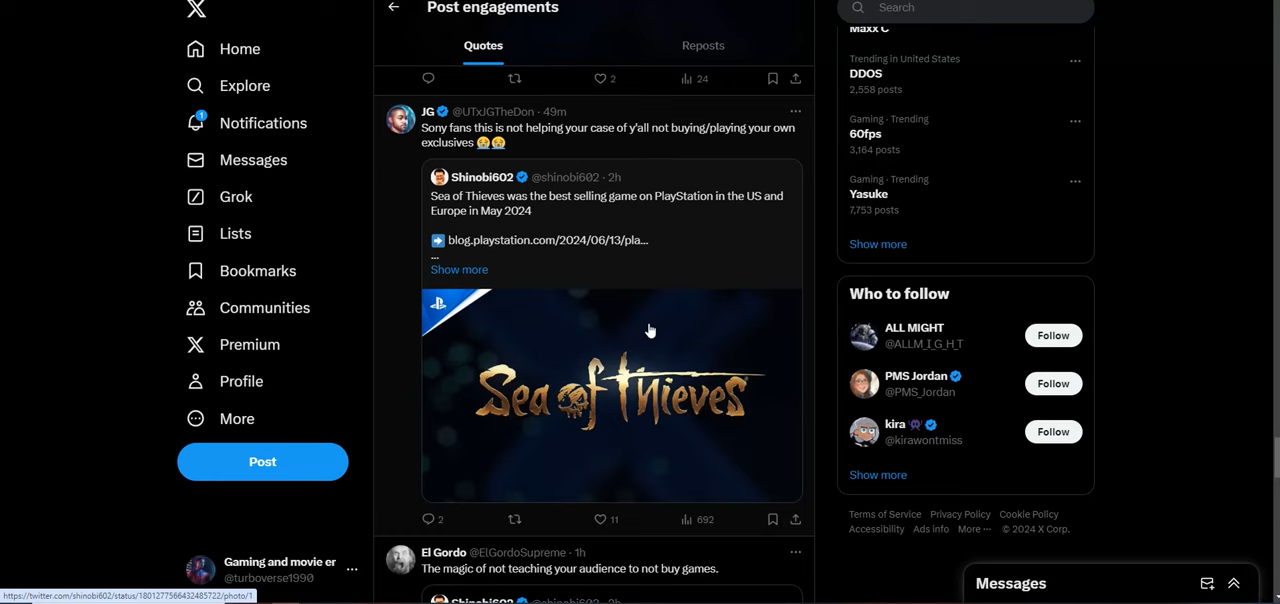 Post engagements
Quotes
Reposts
2
24
JG @UTxJGTheDon · 49m
Sony fans this is not helping your case of y'all not buying/playing your own
exclusives 😭😭
Shinobi602 @shinobi602 · 2h
Sea of Thieves was the best selling game on PlayStation in the US and
Europe in May 2024
➡️ blog.playstation.com/2024/06/13/pla...
...
Show more
Sea of Thieves
2
11
692
El Gordo @ElGordoSupreme · 1h
The magic of not teaching your audience to not buy games.
Shinobi602 @shinobi602 · 2h
Home
Explore
1
Notifications
Messages
Grok
Lists
Bookmarks
Communities
Premium
Profile
More
Post
Gaming and movie er
@turboverse1990
https://twitter.com/shinobi602/status/1801277566432485722/photo/1
Search
Maxx C
Trending in United States
DDOS
2,558 posts
Gaming · Trending
60fps
3,164 posts
Gaming · Trending
Yasuke
7,753 posts
Show more
Who to follow
ALL MIGHT
@ALLM_I_G_H_T
Follow
PMS Jordan
@PMS_Jordan
Follow
kira
@kirawontmiss
Follow
Show more
Terms of Service Privacy Policy Cookie Policy
Accessibility Ads info More ··· © 2024 X Corp.
Messages